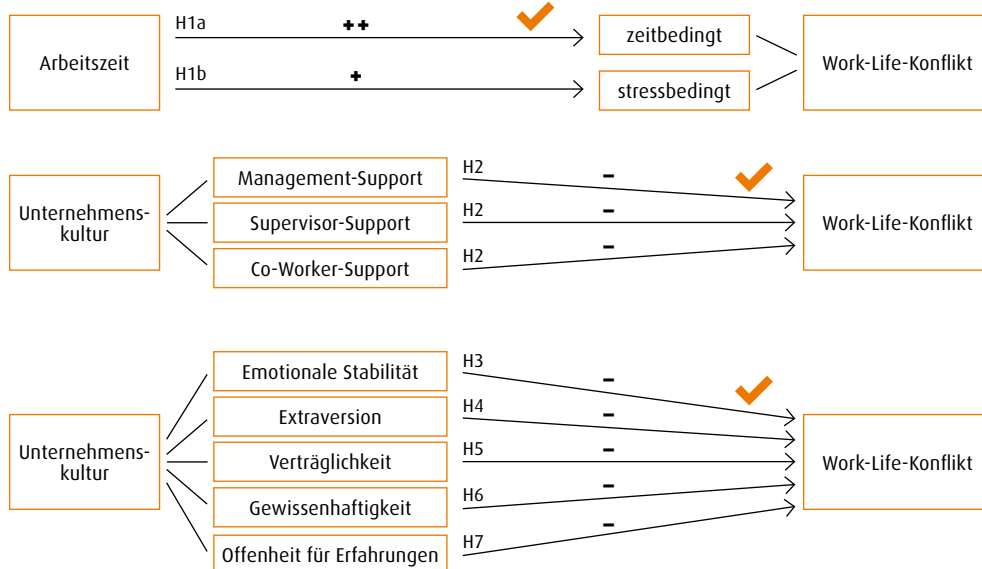 H1a
++
zeitbedingt
Arbeitszeit
Work-Life-Konflikt
H1b
+
stressbedingt
Management-Support
H2
-
Unternehmens-
kultur
Supervisor-Support
H2
-
Work-Life-Konflikt
Co-Worker-Support
H2
-
Emotionale Stabilität
H3
-
Extraversion
H4
-
Unternehmens-
kultur
Verträglichkeit
H5
-
Work-Life-Konflikt
Gewissenhaftigkeit
H6
-
Offenheit für Erfahrungen
H7
-